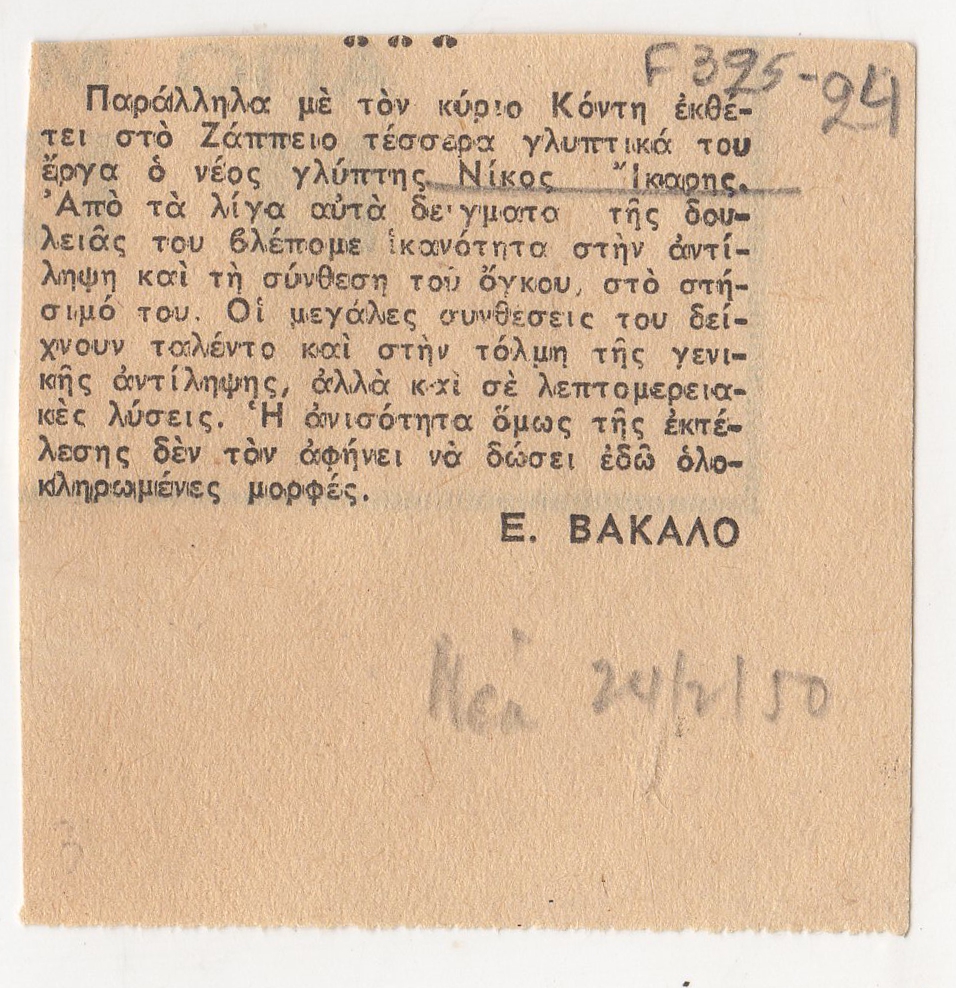 F 395-24
Παράλληλα μὲ τὸν κύριο Κόντη ἐκθέ-
τει στὸ Ζάππειο τέσσερα γλυπτικά του
ἔργα ὁ νέος γλύπτης Νίκος Ἴκαρης.
Ἀπὸ τὰ λίγα αὐτὰ δείγματα τῆς δου-
λειᾶς του βλέπομε ἱκανότητα στὴν ἀντί-
ληψη καὶ τὴ σύνθεση τοῦ ὄγκου, στὸ στή-
σιμό του. Οἱ μεγάλες συνθέσεις του δεί-
χνουν ταλέντο καὶ στὴν τόλμη τῆς γενι-
κῆς ἀντίληψης, ἀλλὰ καὶ σὲ λεπτομερεια-
κὲς λύσεις. Ἡ ἀνισότητα ὅμως τῆς ἐκτέ-
λεσης δὲν τὸν ἀφήνει νὰ δώσει ἐδῶ ὁλο-
κληρωμένες μορφές.
Ε. ΒΑΚΑΛΟ
Νέα 24/2/50
3